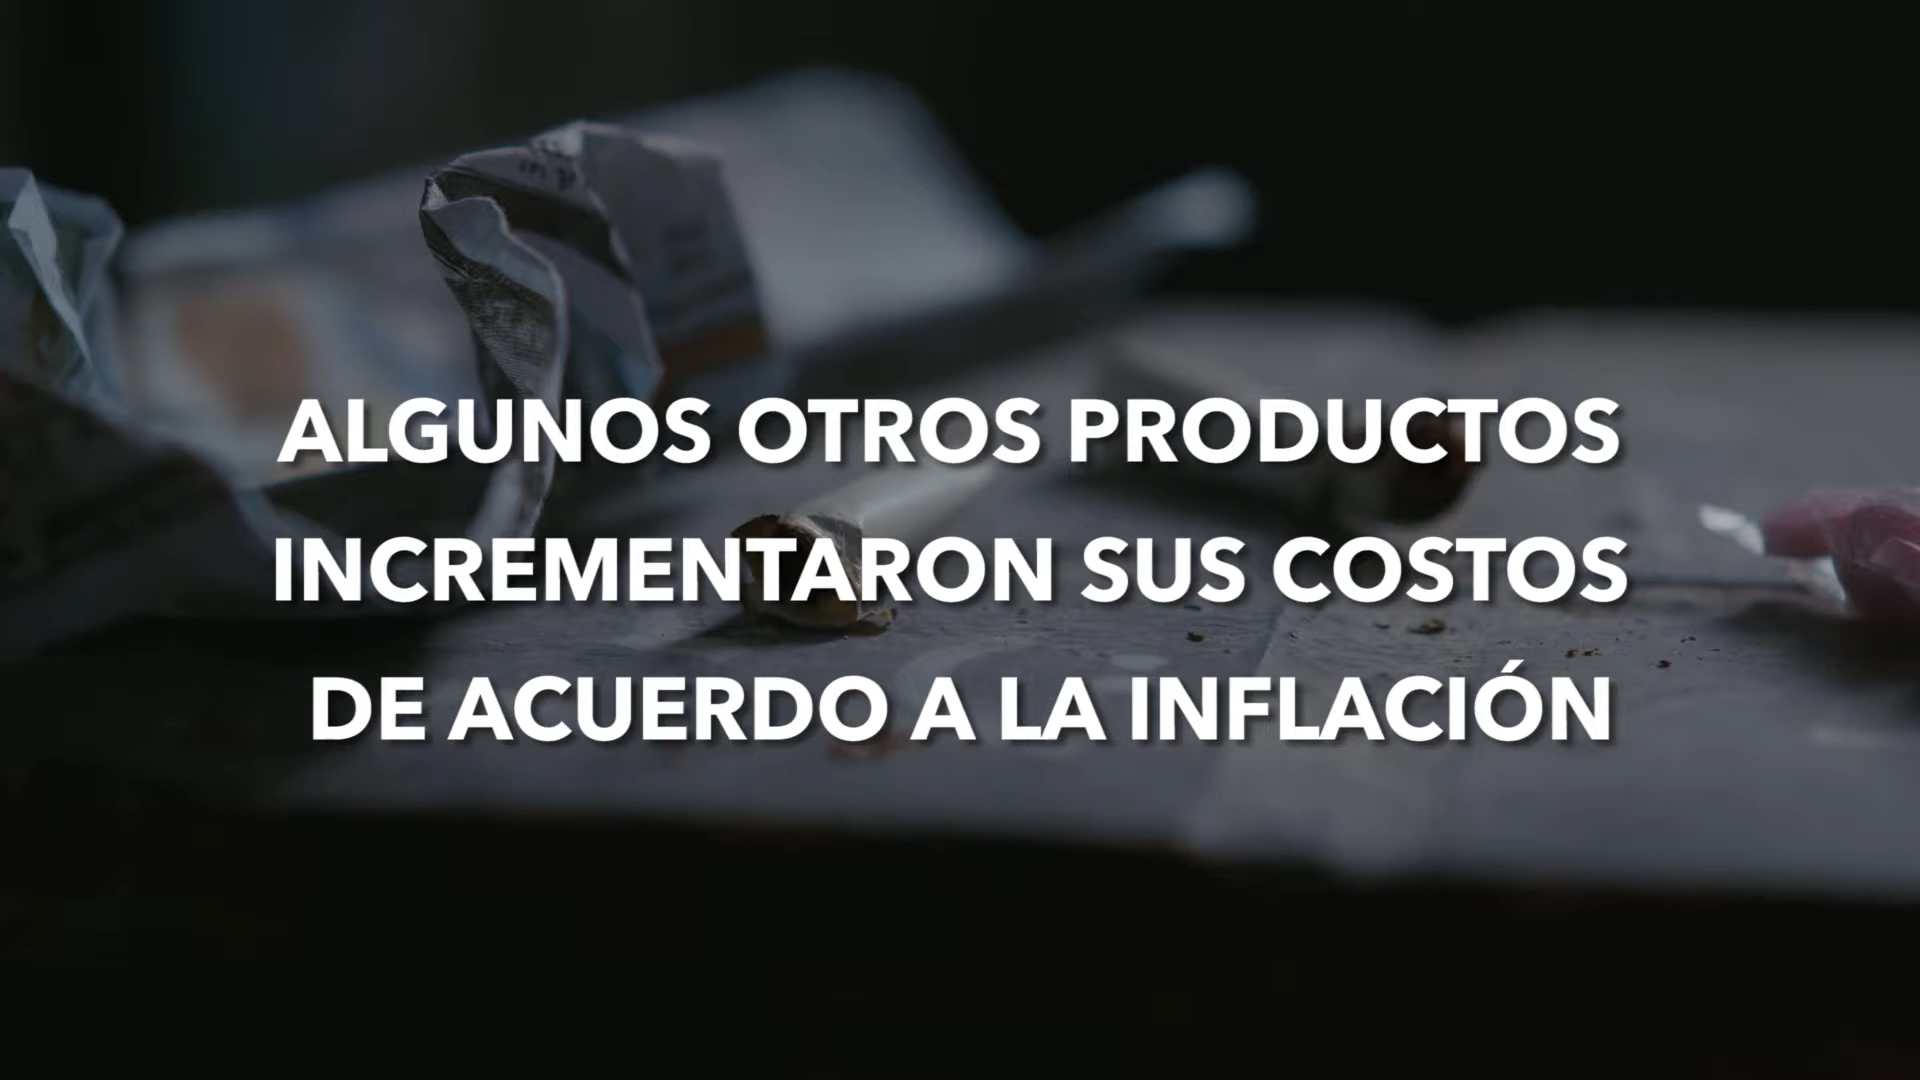 ALGUNOS OTROS PRODUCTOS
INCREMENTARON SUS COSTOS
DE ACUERDO A LA INFLACIÓN